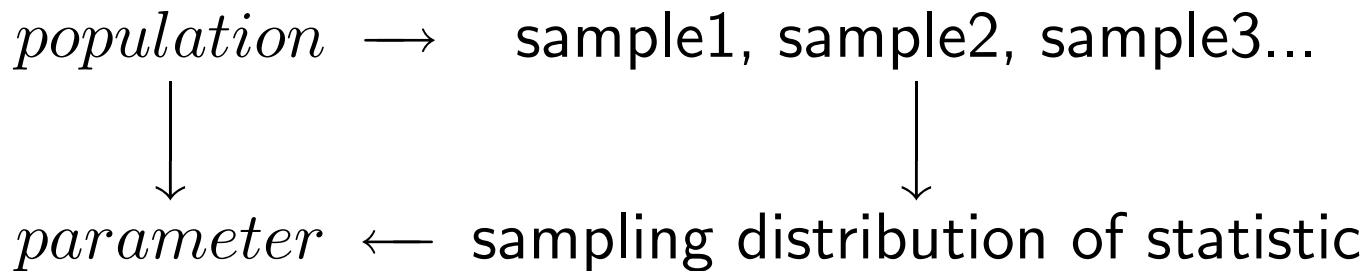 population → sample1, sample2, sample3...
parameter ← sampling distribution of statistic